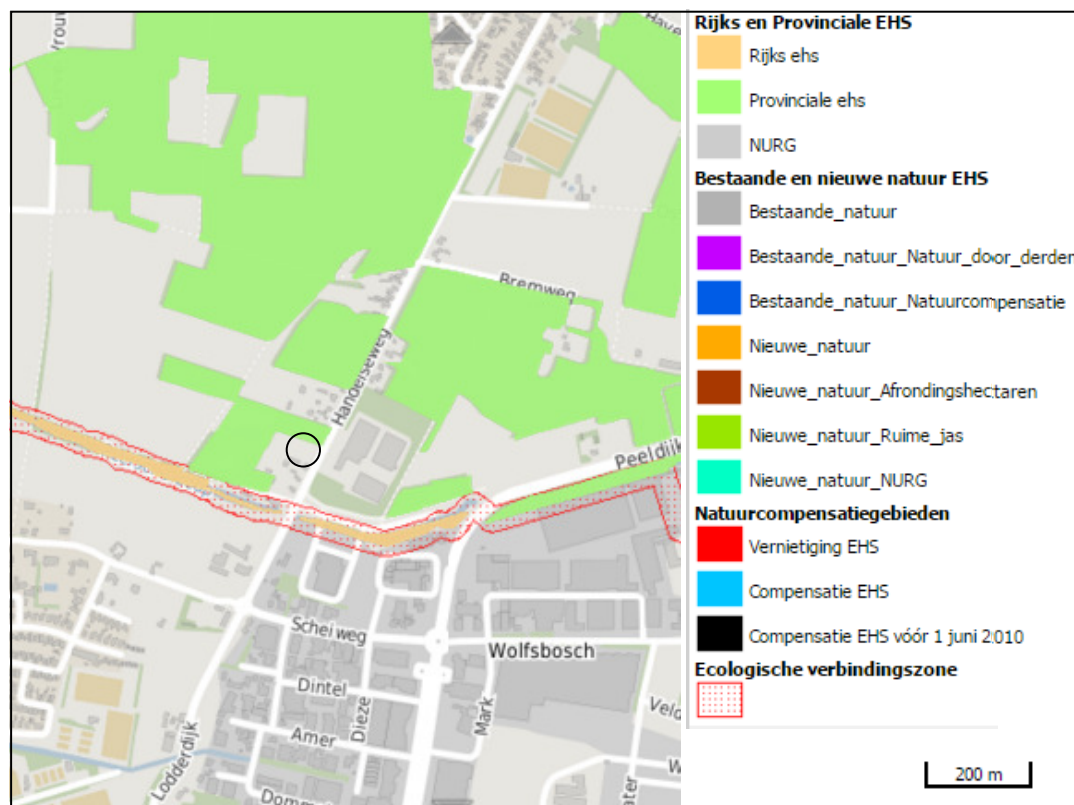 Handelseweg
Bremweg
Peeldijk
Scheiweg
Wolfsbosch
Dintel
Dieze
Mark
Amer
Lodderdijk
Rijks en Provinciale EHS
Rijks ehs
Provinciale ehs
NURG
Bestaande en nieuwe natuur EHS
Bestaande_natuur
Bestaande_natuur_Natuur_door_derden
Bestaande_natuur_Natuurcompensatie
Nieuwe_natuur
Nieuwe_natuur_Afrondingshectaren
Nieuwe_natuur_Ruime_jas
Nieuwe_natuur_NURG
Natuurcompensatiegebieden
Vernietiging EHS
Compensatie EHS
Compensatie EHS vóór 1 juni 2010
Ecologische verbindingszone
200 m